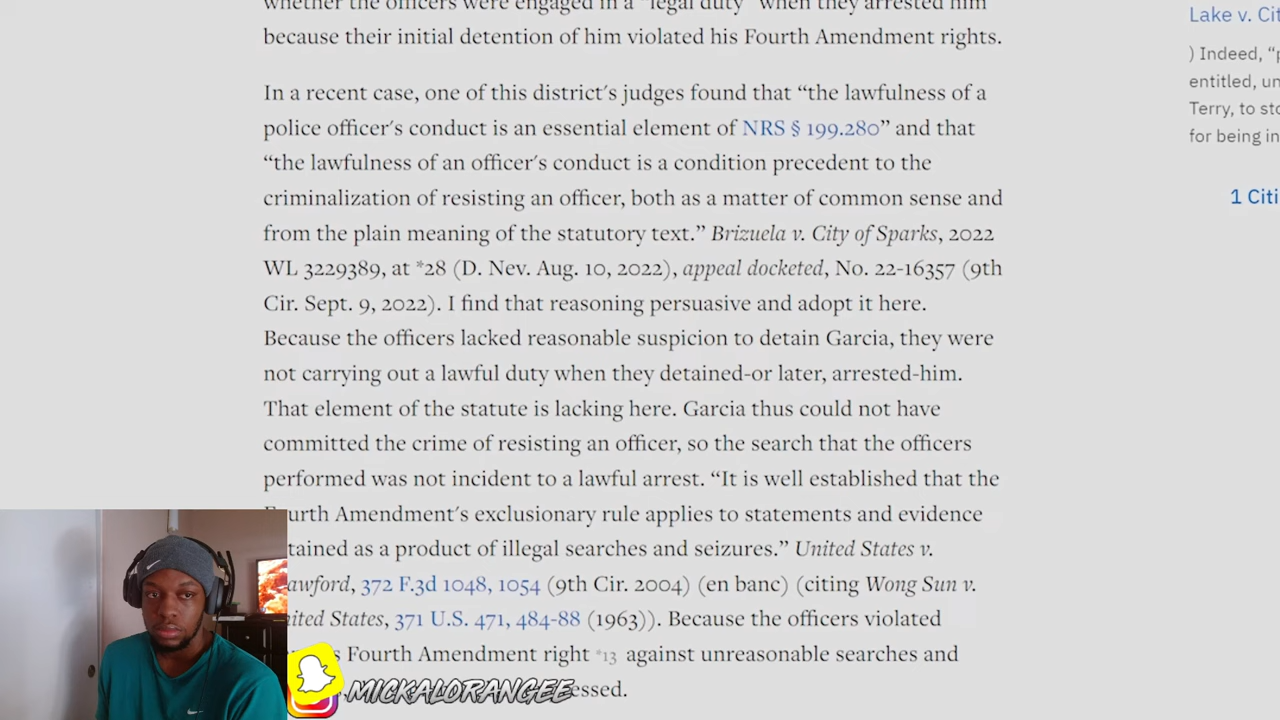 whether the officers were engaged in a “legal duty” when they arrested him
because their initial detention of him violated his Fourth Amendment rights.
In a recent case, one of this district's judges found that “the lawfulness of a
police officer's conduct is an essential element of NRS § 199.280” and that
“the lawfulness of an officer's conduct is a condition precedent to the
criminalization of resisting an officer, both as a matter of common sense and
from the plain meaning of the statutory text.” Brizuela v. City of Sparks, 2022
WL 3229389, at *28 (D. Nev. Aug. 10, 2022), appeal docketed, No. 22-16357 (9th
Cir. Sept. 9, 2022). I find that reasoning persuasive and adopt it here.
Because the officers lacked reasonable suspicion to detain Garcia, they were
not carrying out a lawful duty when they detained-or later, arrested-him.
That element of the statute is lacking here. Garcia thus could not have
committed the crime of resisting an officer, so the search that the officers
performed was not incident to a lawful arrest. “It is well established that the
urth Amendment's exclusionary rule applies to statements and evidence
tained as a product of illegal searches and seizures.” United States v.
awford, 372 F.3d 1048, 1054 (9th Cir. 2004) (en banc) (citing Wong Sun v.
ited States, 371 U.S. 471, 484-88 (1963)). Because the officers violated
s Fourth Amendment right *13 against unreasonable searches and
essed.
MICKALORANGEE
Lake v. Cit
) Indeed, “p
entitled, un
Terry, to sto
for being in
1 Citi